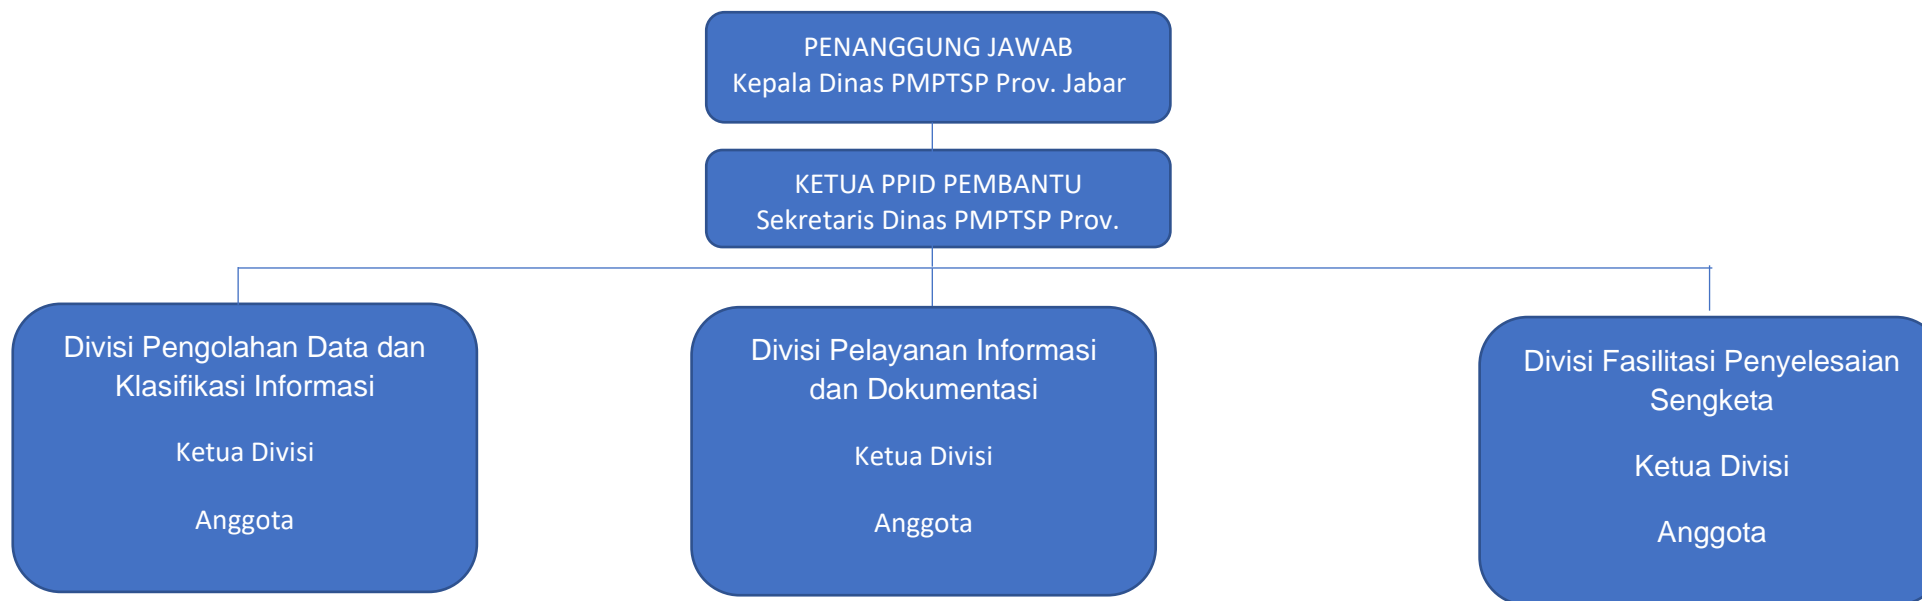 PENANGGUNG JAWAB
Kepala Dinas PMPTSP Prov. Jabar
KETUA PPID PEMBANTU
Sekretaris Dinas PMPTSP Prov.
Divisi Pengolahan Data dan
Klasifikasi Informasi
Ketua Divisi
Anggota
Divisi Pelayanan Informasi
dan Dokumentasi
Ketua Divisi
Anggota
Divisi Fasilitasi Penyelesaian
Sengketa
Ketua Divisi
Anggota